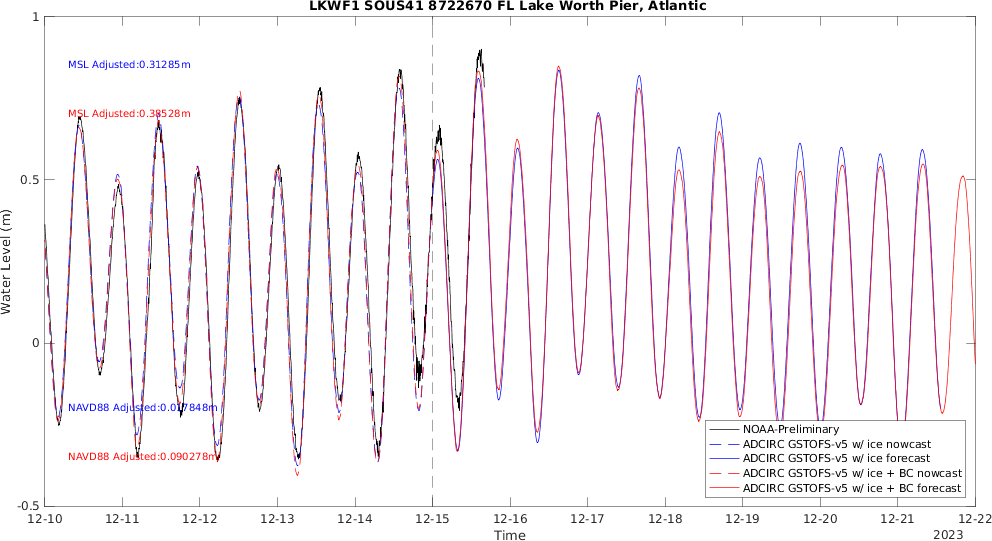 LKWF1 SOUS41 8722670 FL Lake Worth Pier, Atlantic
1
0.5
0
-0.5
Water Level (m)
MSL Adjusted:0.31285m
MSL Adjusted:0.38528m
NAVD88 Adjusted:0.017848m
NAVD88 Adjusted:0.090278m
NOAA-Preliminary
ADCIRC GSTOFS-v5 w/ ice nowcast
ADCIRC GSTOFS-v5 w/ ice forecast
ADCIRC GSTOFS-v5 w/ ice + BC nowcast
ADCIRC GSTOFS-v5 w/ ice + BC forecast
12-10 12-11 12-12 12-13 12-14 12-15 12-16 12-17 12-18 12-19 12-20 12-21 12-22
Time
2023